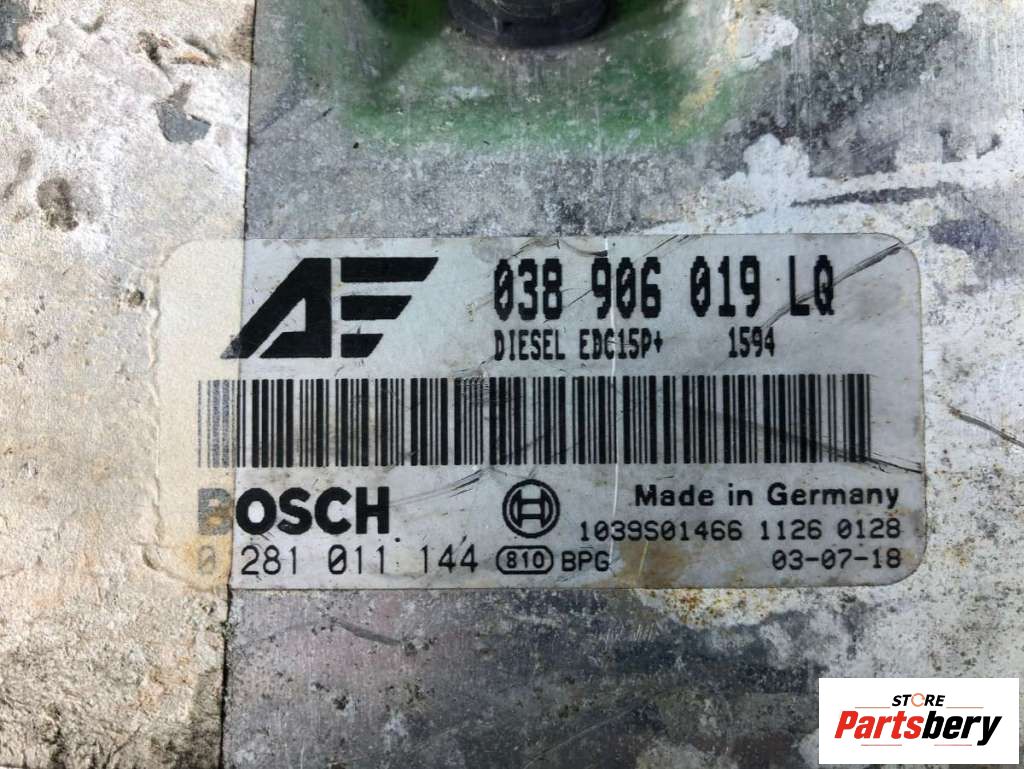 AE
038 906 019 LQ
DIESEL EDC15P+ 1594
BOSCH
Made in Germany
1039S01466 1126 0128
0 281 011 144 810 BPG 03-07-18
STORE
Partsbery